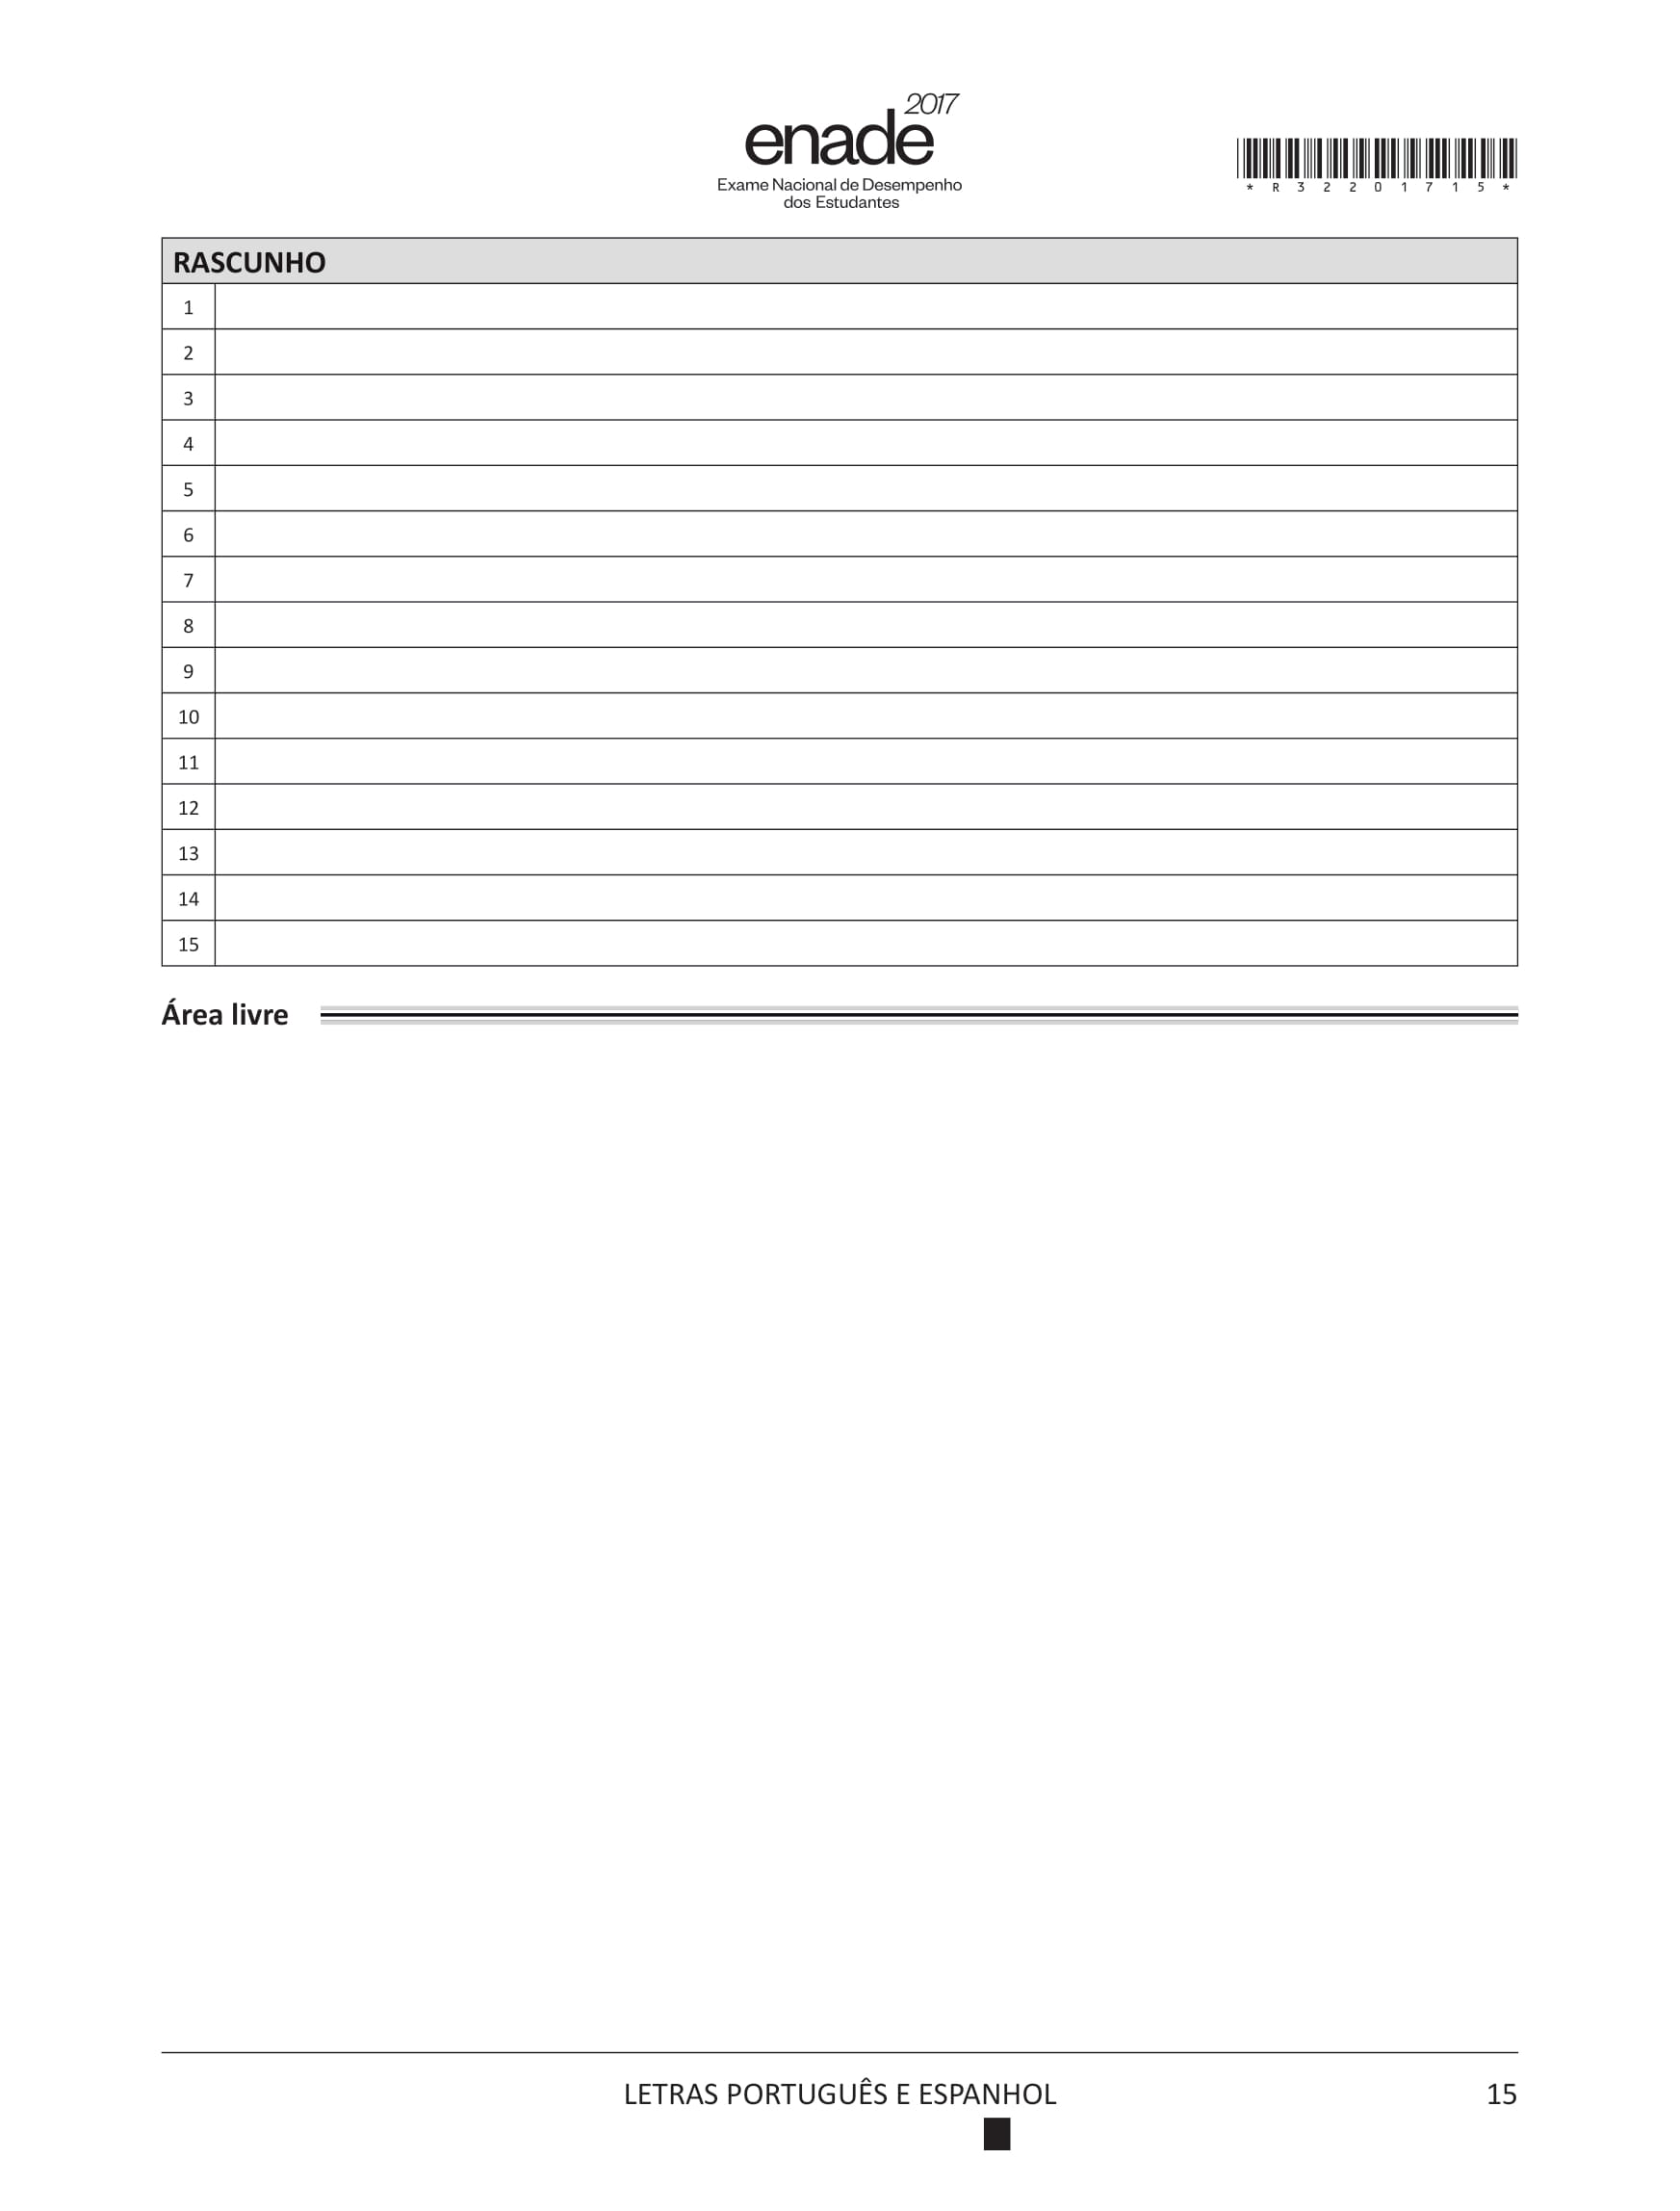 2017
enade
Exame Nacional de Desempenho
dos Estudantes
* R 3 2 2 0 1 7 1 5 *
RASCUNHO
1
2
3
4
5
6
7
8
9
10
11
12
13
14
15
Área livre
LETRAS PORTUGUÊS E ESPANHOL
15